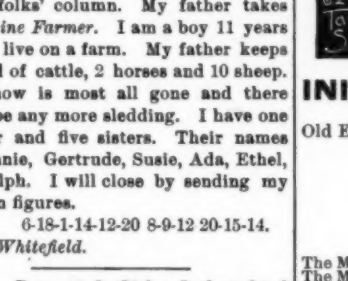 folks' column. My father takes
ine Farmer. I am a boy 11 years
live on a farm. My father keeps
of cattle, 2 horses and 10 sheep.
now is most all gone and there
be any more sledding. I have one
and five sisters. Their names
nie, Gertrude, Susie, Ada, Ethel,
lph. I will close by sending my
figures.
6-18-1-14-12-20 8-9-12 20-15-14.
Whitefield.
INI
Old E
The M
The M